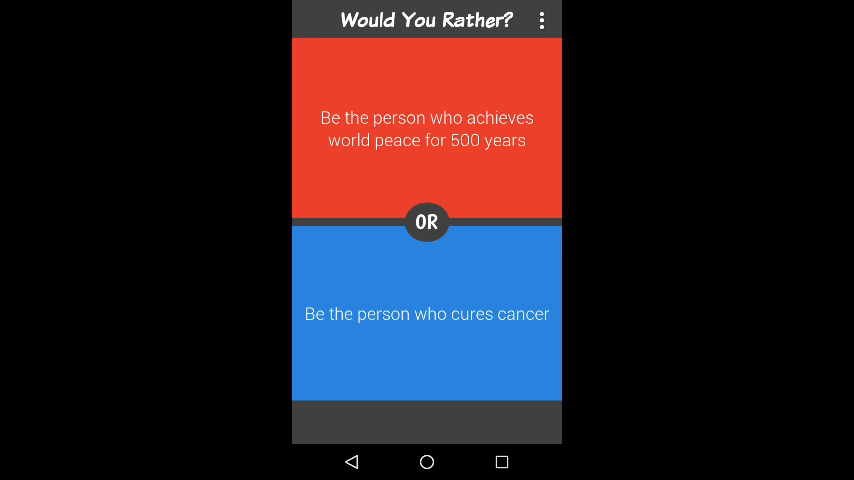 Would You Rather?
Be the person who achieves
world peace for 500 years
OR
Be the person who cures cancer